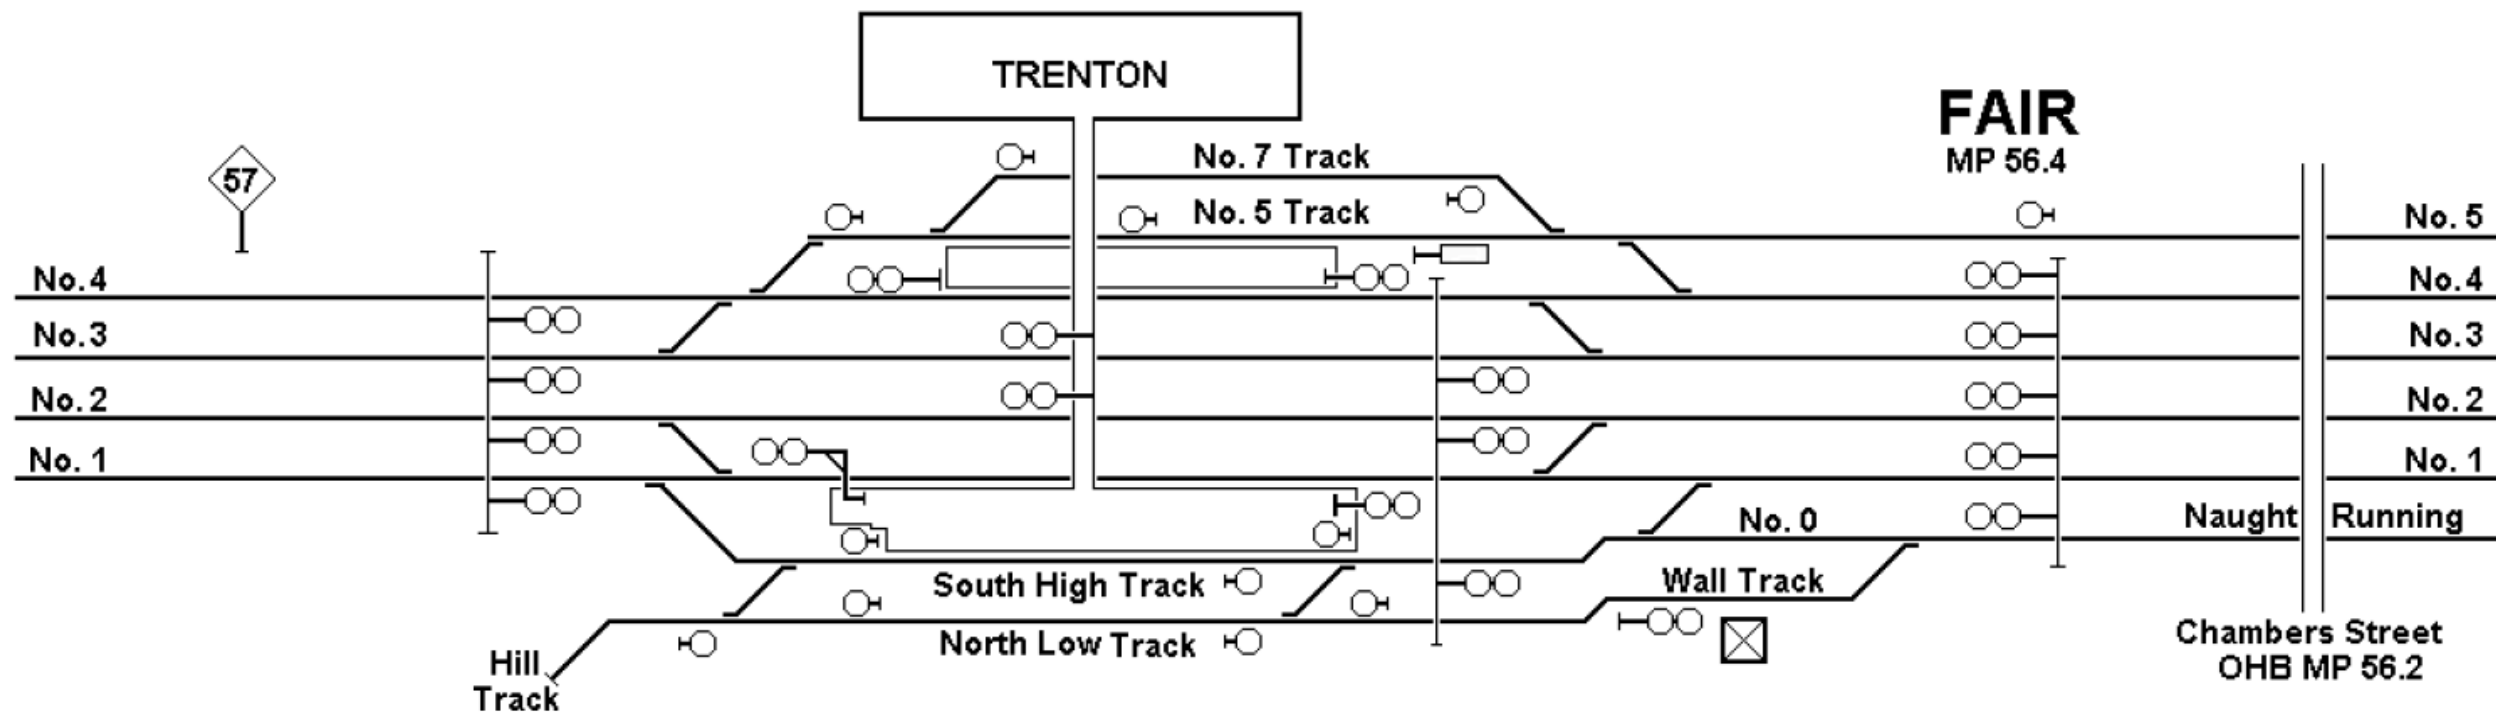 TRENTON
FAIR
MP 56.4
57
No. 7 Track
No. 5 Track
No. 5
No. 4
No. 4
No. 3
No. 3
No. 2
No. 2
No. 1
No. 1
No. 0
Naught Running
South High Track
Wall Track
North Low Track
Hill
Track
Chambers Street
OHB MP 56.2